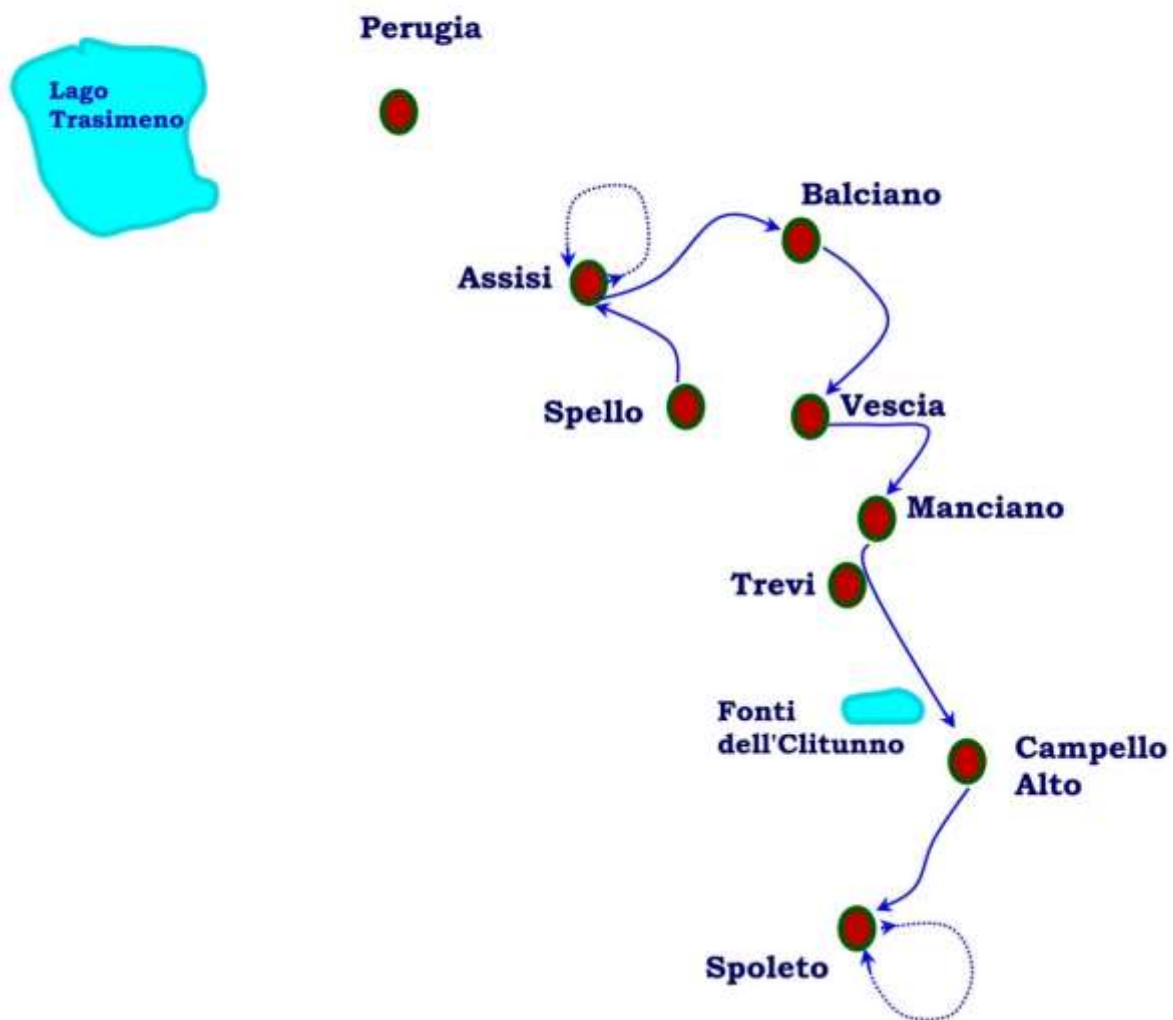 Perugia
Lago
Trasimeno
Balciano
Assisi
Spello
Vescia
Manciano
Trevi
Fonti
dell'Clitunno
Campello
Alto
Spoleto